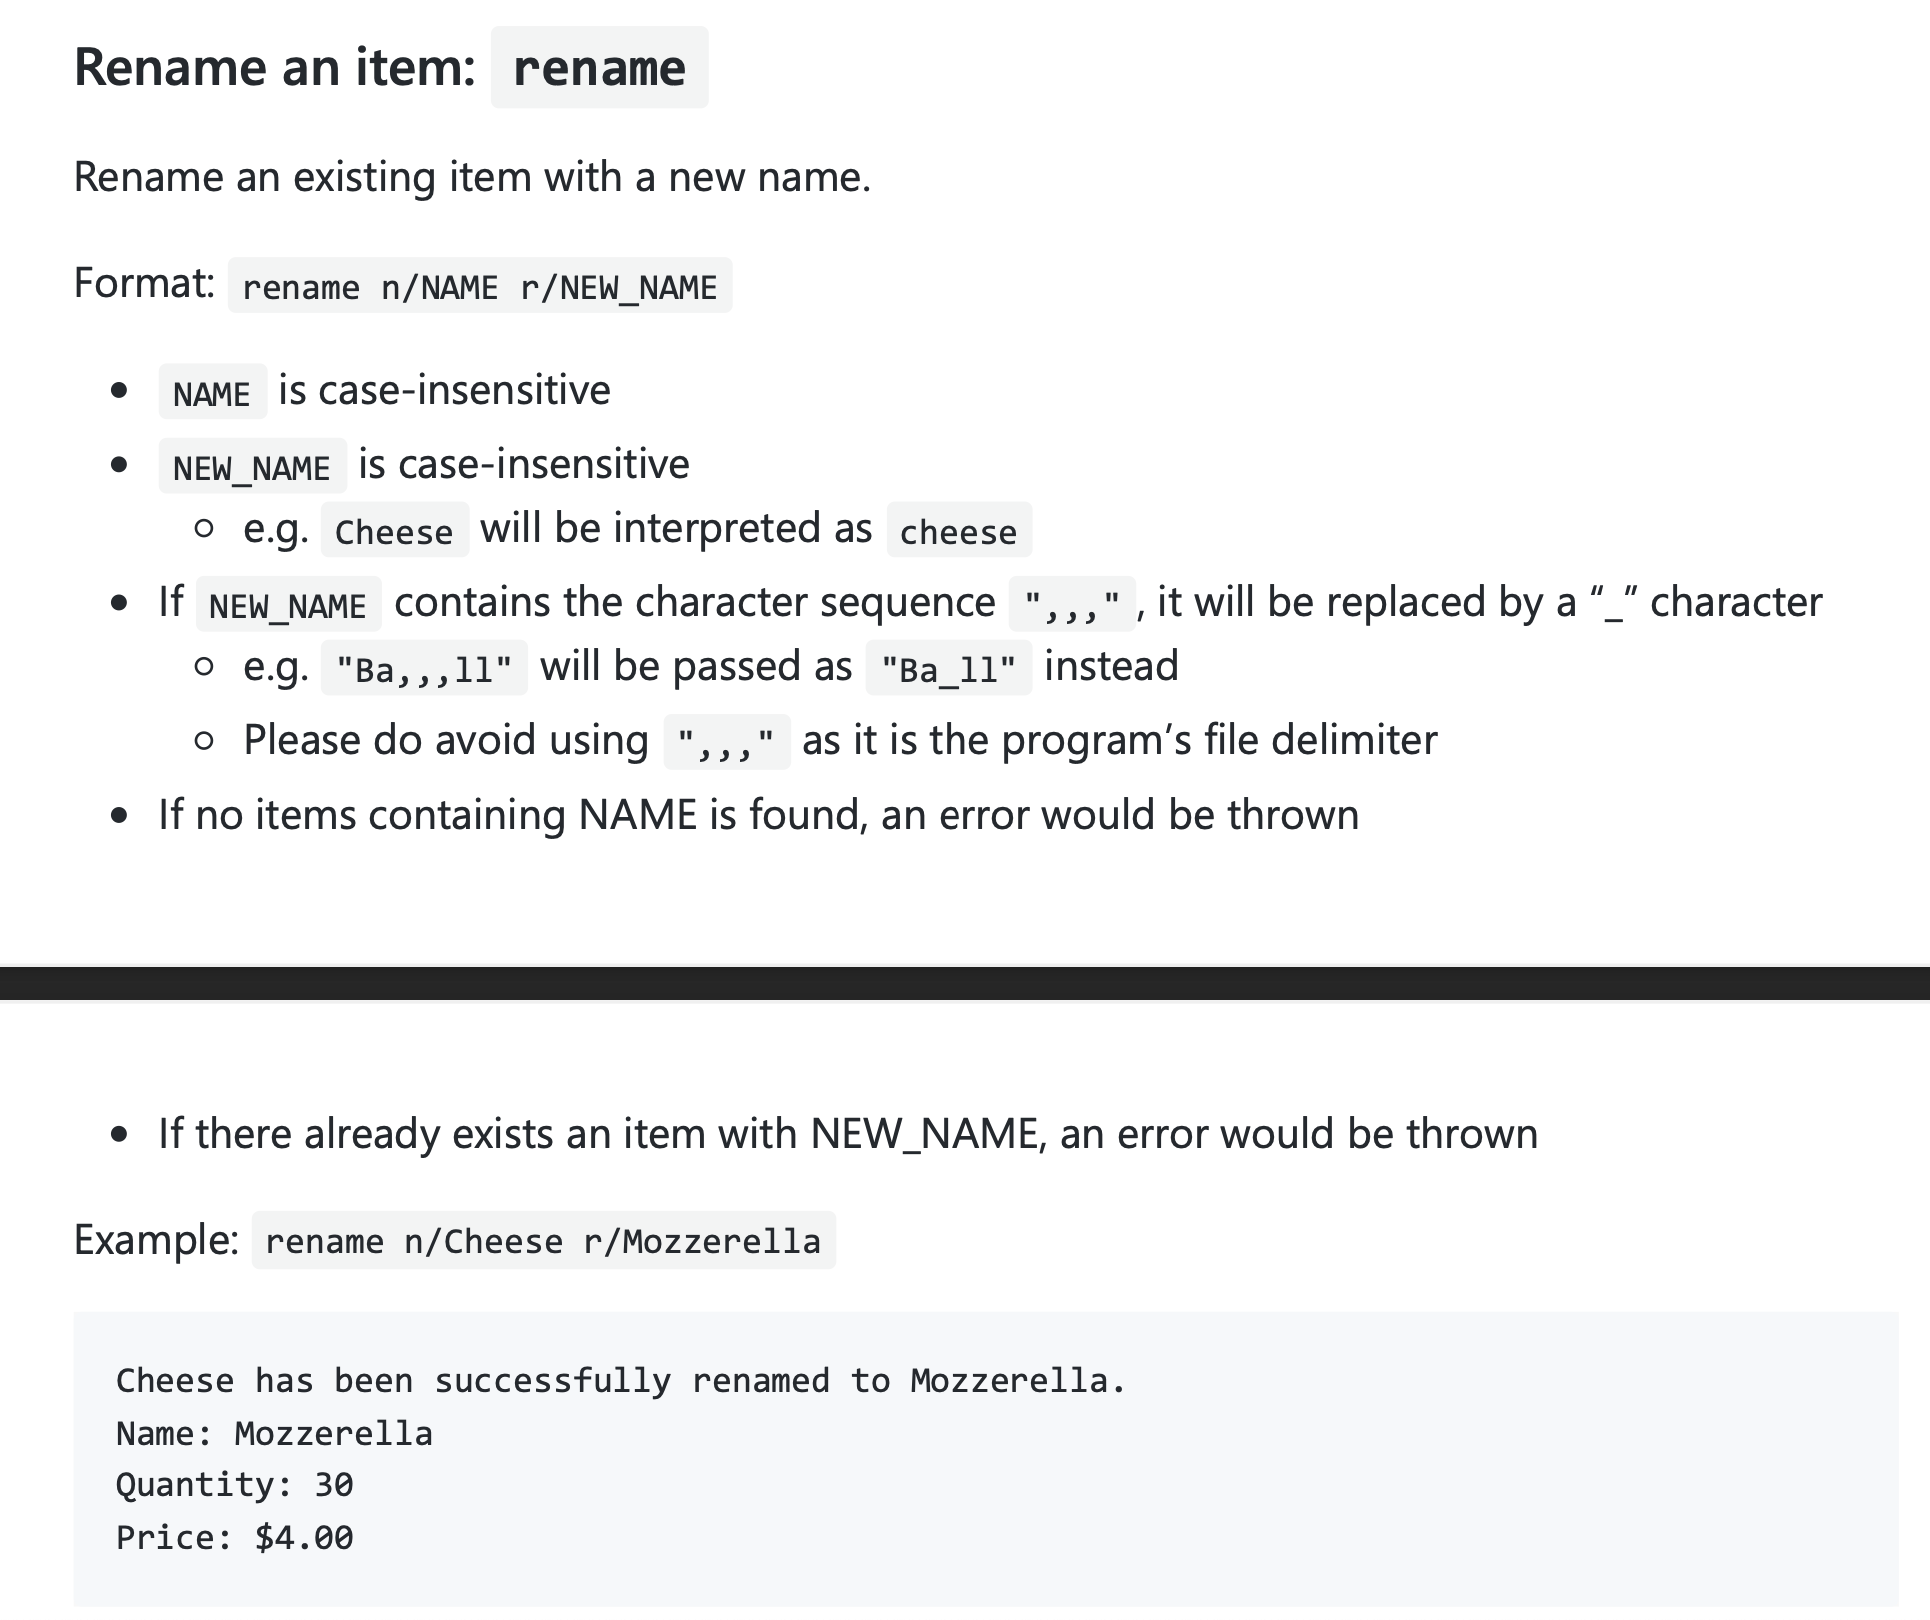 Rename an item: rename
Rename an existing item with a new name.
Format: rename n/NAME r/NEW_NAME
NAME is case-insensitive
NEW_NAME is case-insensitive
e.g. Cheese will be interpreted as cheese
If NEW_NAME contains the character sequence ",,,", it will be replaced by a “_” character
e.g. "Ba,,,ll" will be passed as "Ba_ll" instead
Please do avoid using ",,," as it is the program’s file delimiter
If no items containing NAME is found, an error would be thrown
If there already exists an item with NEW_NAME, an error would be thrown
Example: rename n/Cheese r/Mozzerella
Cheese has been successfully renamed to Mozzerella.
Name: Mozzerella
Quantity: 30
Price: $4.00